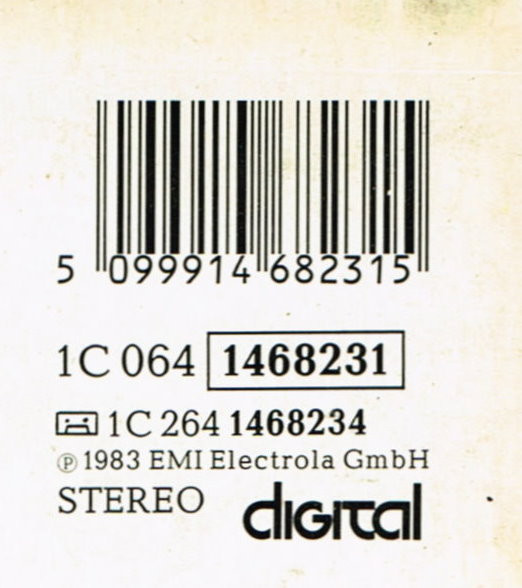 5 099914 682315
1C 064 1468231
1C 264 1468234
℗ 1983 EMI Electrola GmbH
STEREO digital